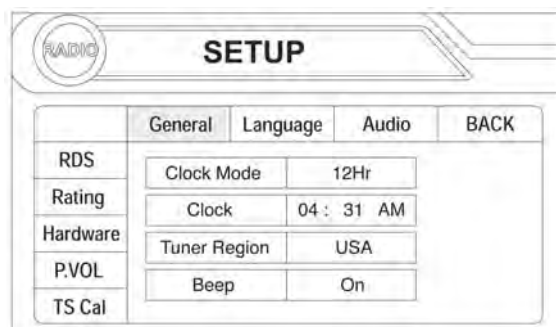 RADIO
SETUP
General Language Audio BACK
RDS
Rating
Hardware
P.VOL
TS Cal
Clock Mode 12Hr
Clock 04 : 31 AM
Tuner Region USA
Beep On